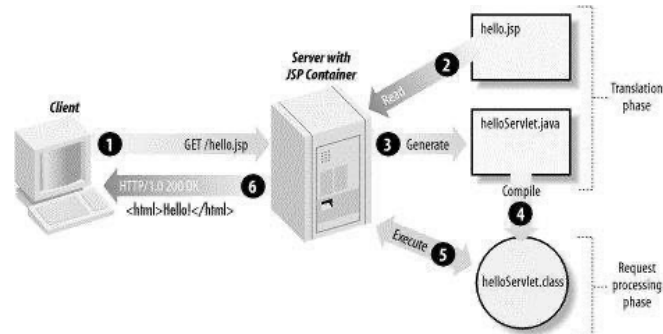 hello.jsp
Server with
JSP Container
2
Read
Translation
phase
Client
helloServlet.java
1
GET /hello.jsp
3
Generate
HTTP/1.0 200 OK
6
<html>Hello!</html>
Compile
4
Execute
5
helloServlet.class
Request
processing
phase